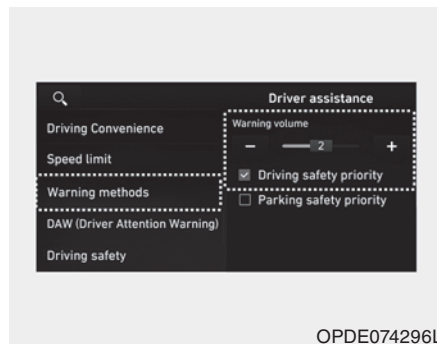 Driver assistance
Driving Convenience
Speed limit
Warning methods
DAW (Driver Attention Warning)
Driving safety
Warning volume
− 2 +
Driving safety priority
Parking safety priority
OPDE074296L